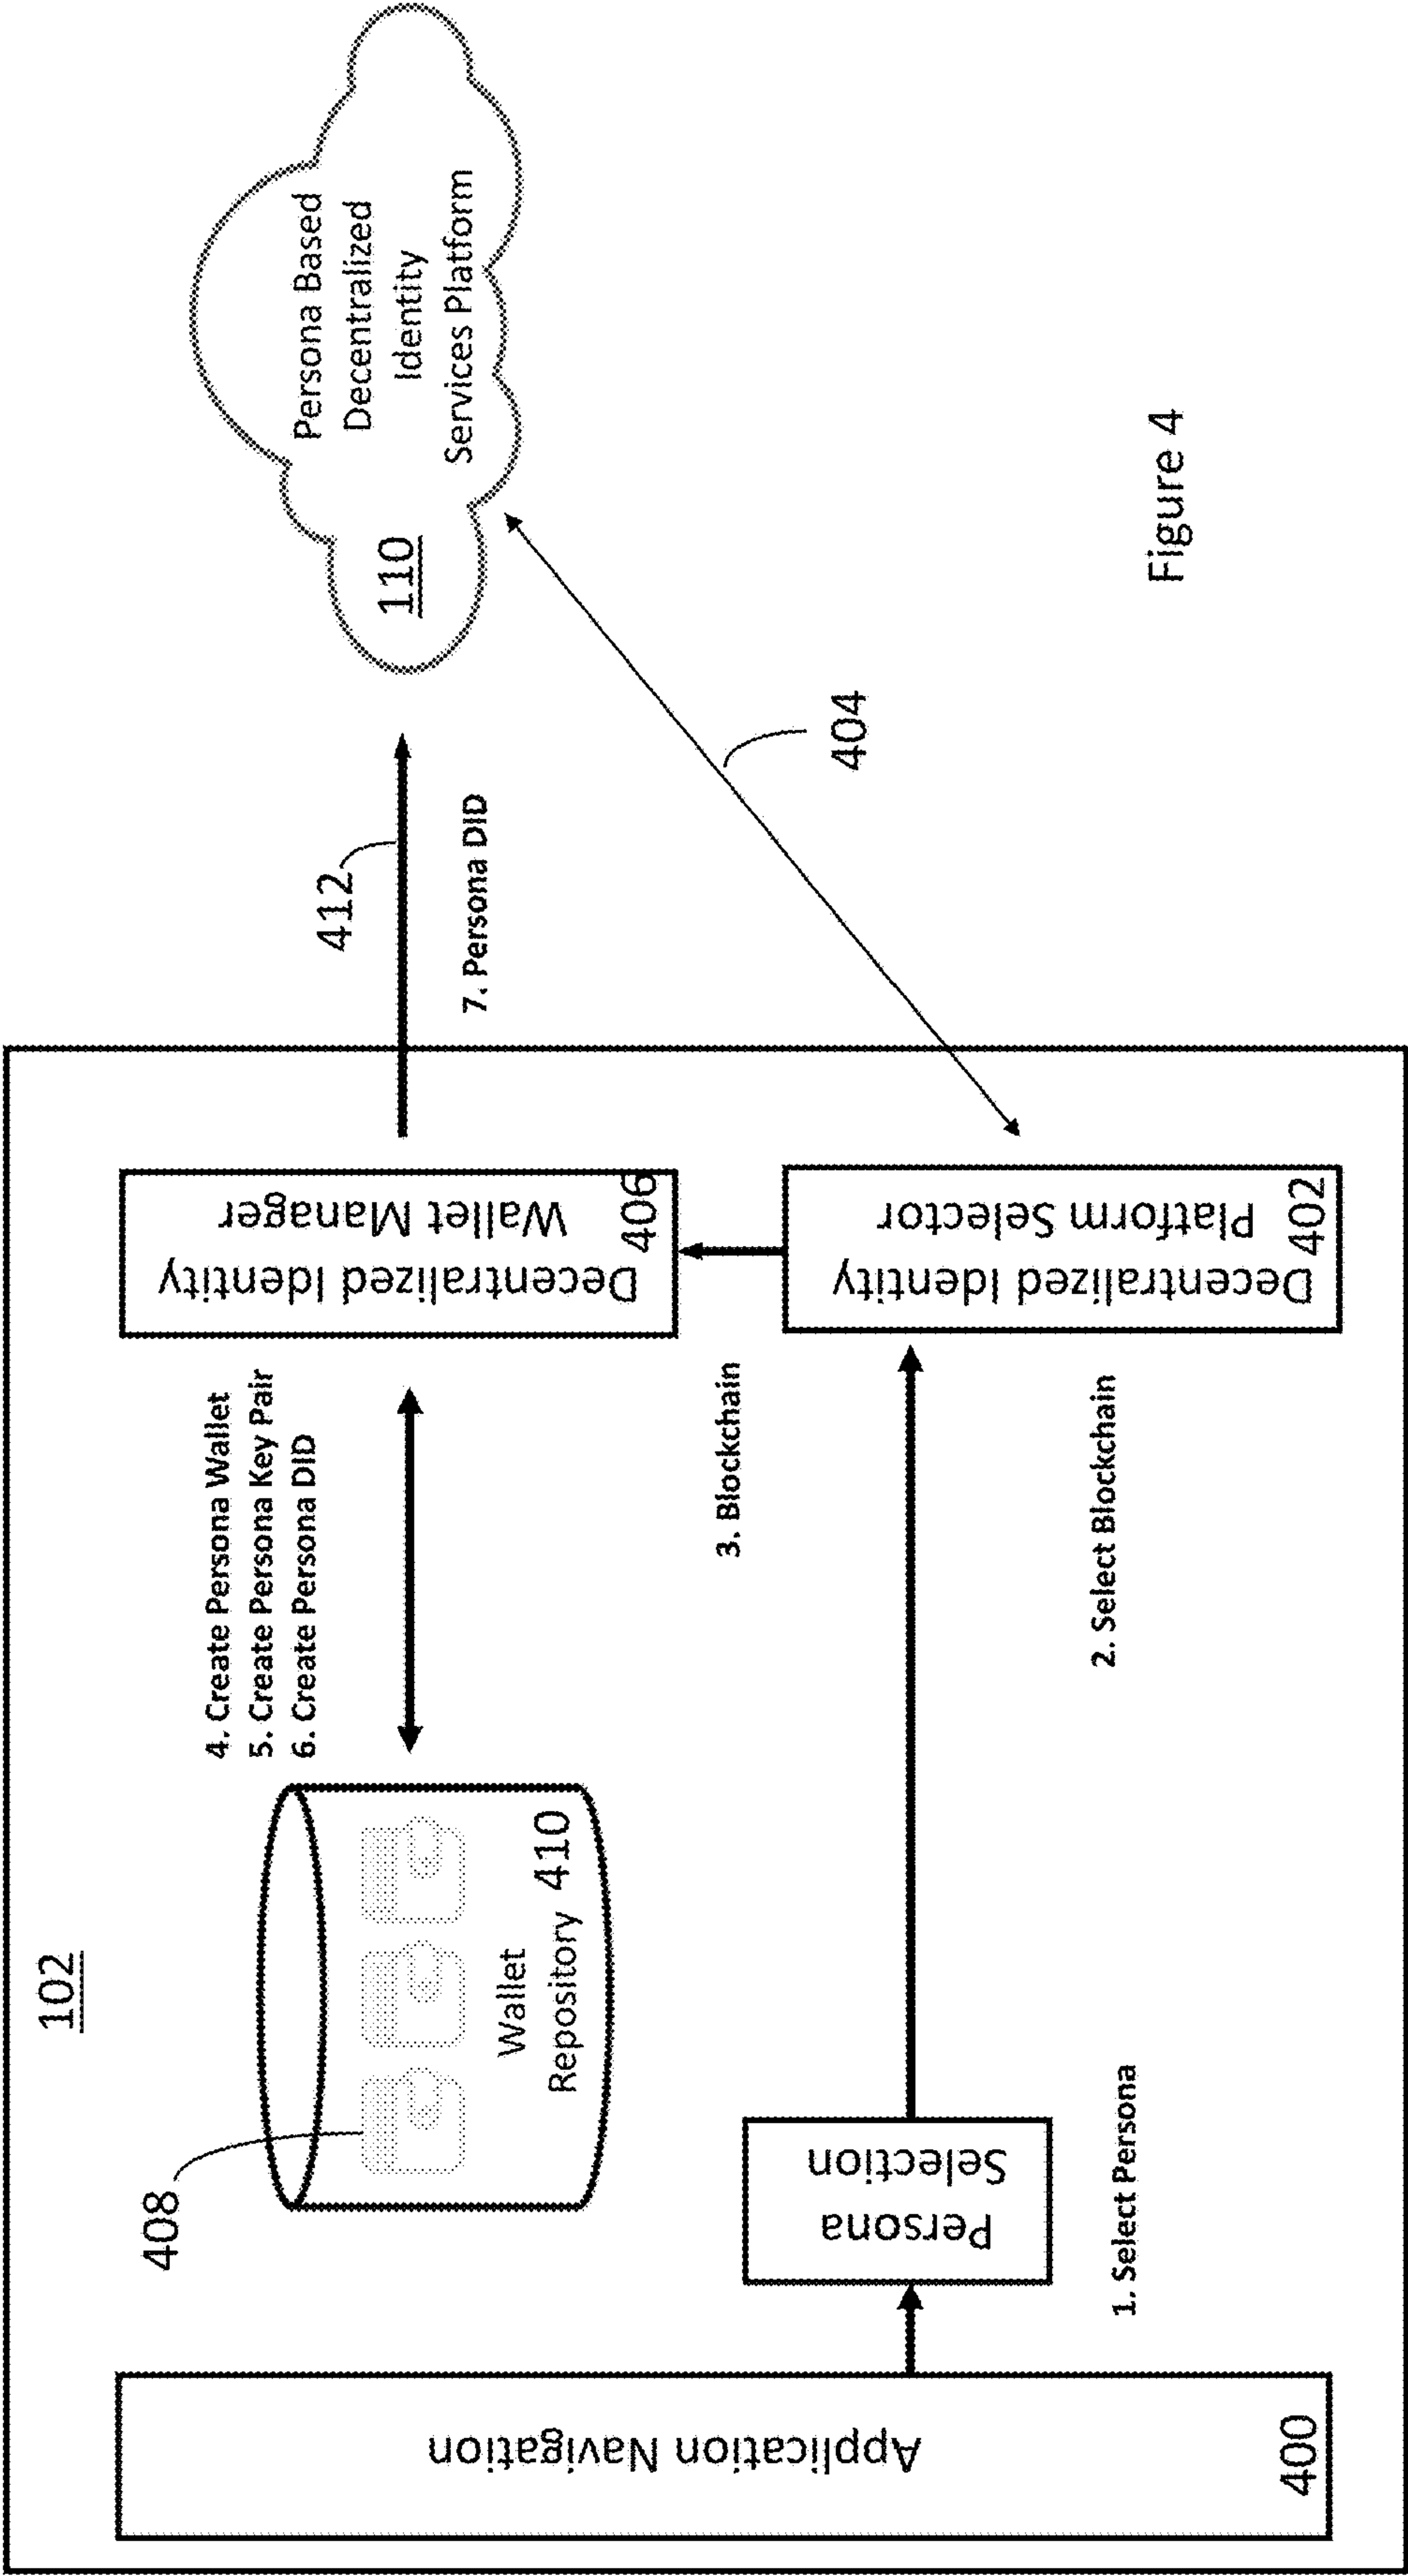 102
408
4. Create Persona Wallet
5. Create Persona Key Pair
6. Create Persona DID
Wallet
Repository 410
Decentralized Identity
Wallet Manager
406
412
7. Persona DID
110
Persona Based
Decentralized
Identity
Services Platform
404
3. Blockchain
Application Navigation
400
Persona
Selection
1. Select Persona
2. Select Blockchain
Decentralized Identity
Platform Selector
402
Figure 4